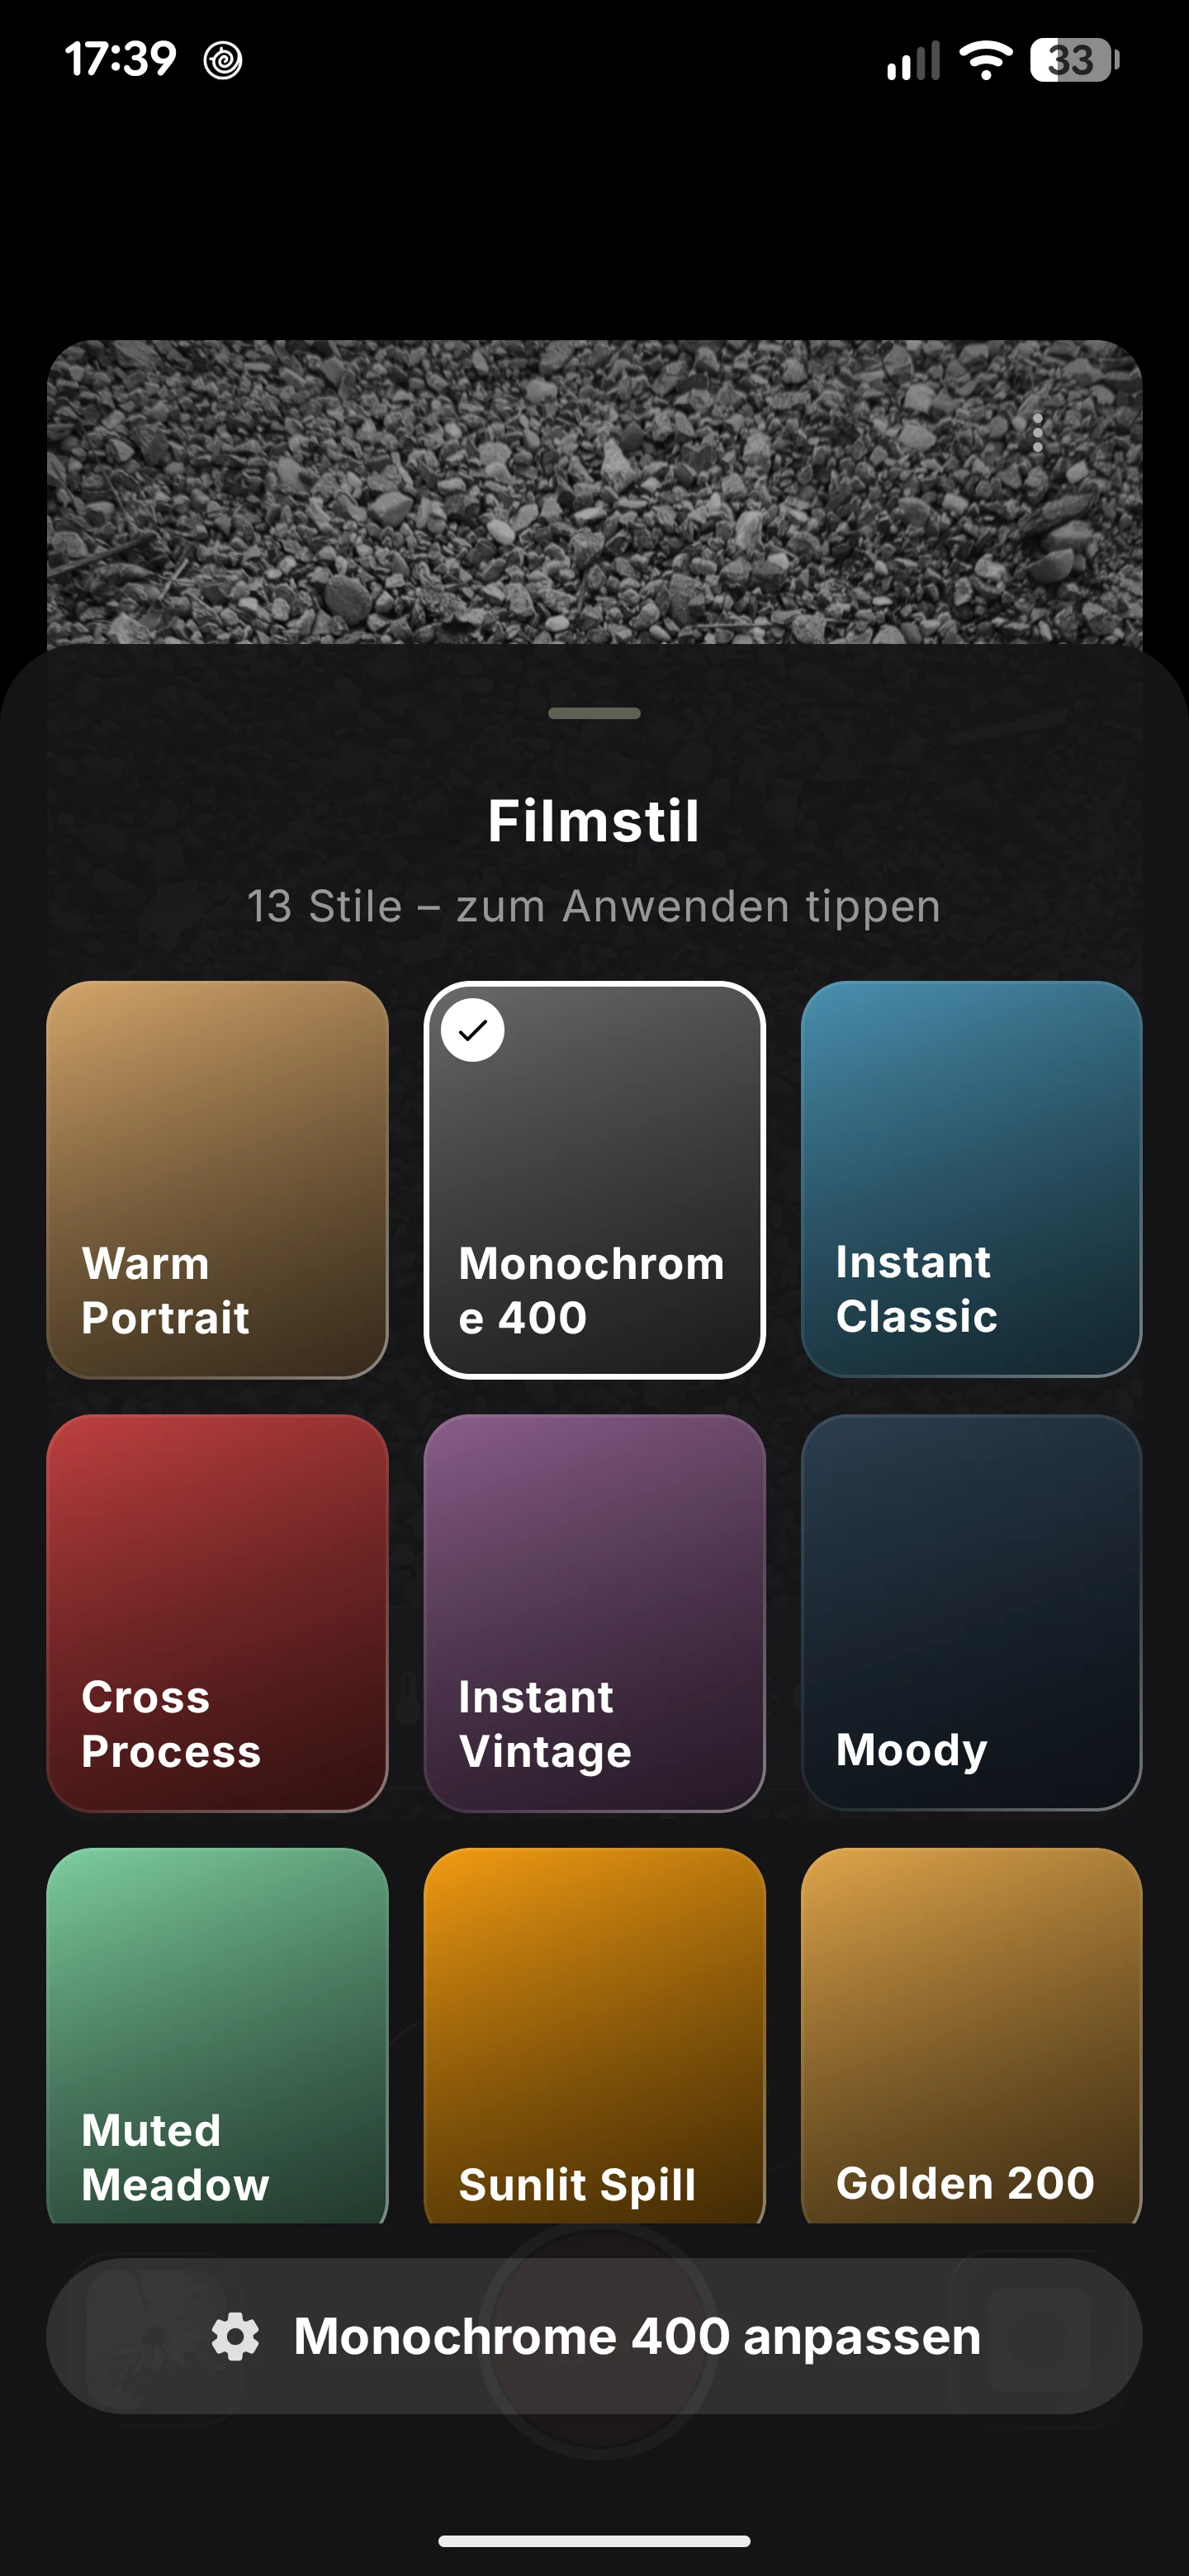 17:39
33
Filmstil
13 Stile – zum Anwenden tippen
Warm
Portrait
Monochrom
e 400
Instant
Classic
Cross
Process
Instant
Vintage
Moody
Muted
Meadow
Sunlit Spill
Golden 200
Monochrome 400 anpassen